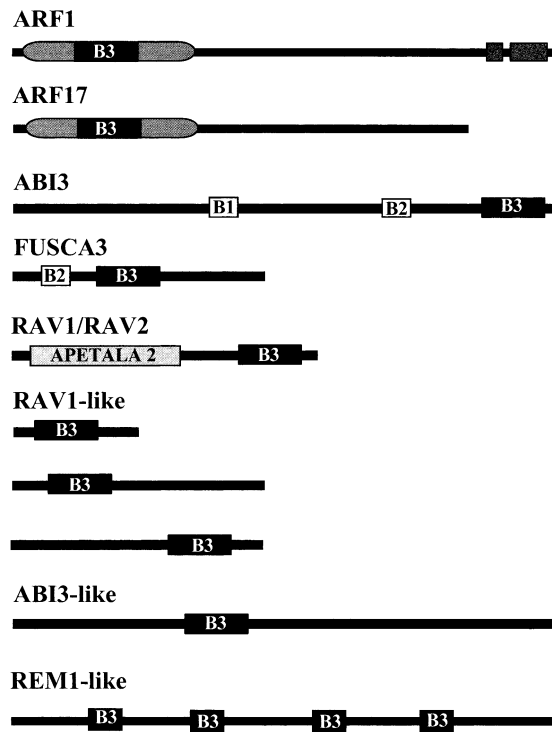 ARF1
B3
ARF17
B3
ABI3
B1 B2 B3
FUSCA3
B2 B3
RAV1/RAV2
APETALA 2 B3
RAV1-like
B3
B3
B3
ABI3-like
B3
REM1-like
B3 B3 B3 B3